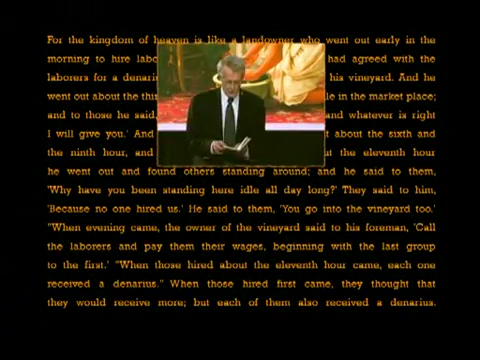 For the kingdom of heaven is like a landowner who went out early in the
morning to hire labo had agreed with the
laborers for a denari his vineyard. And he
went out about the thi le in the market place;
and to those he said, and whatever is right
I will give you.' And t about the sixth and
the ninth hour, and ut the eleventh hour
he went out and found others standing around; and he said to them,
'Why have you been standing here idle all day long?' They said to him,
'Because no one hired us.' He said to them, 'You go into the vineyard too.'
"When evening came, the owner of the vineyard said to his foreman, 'Call
the laborers and pay them their wages, beginning with the last group
to the first.' "When those hired about the eleventh hour came, each one
received a denarius." When those hired first came, they thought that
they would receive more; but each of them also received a denarius.